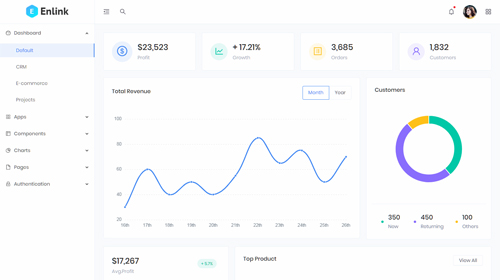 Enlink
Dashboard
Default
CRM
E-commerce
Projects
Apps
Components
Charts
Pages
Authentication
$23,523
Profit
+ 17.21%
Growth
3,685
Orders
1,832
Customers
Total Revenue
Month
Year
100
80
60
40
20
16th
17th
18th
19th
20th
21th
22th
23th
24th
25th
26th
Customers
350
New
450
Returning
100
Others
$17,267
Avg.Profit
Top Product
View All